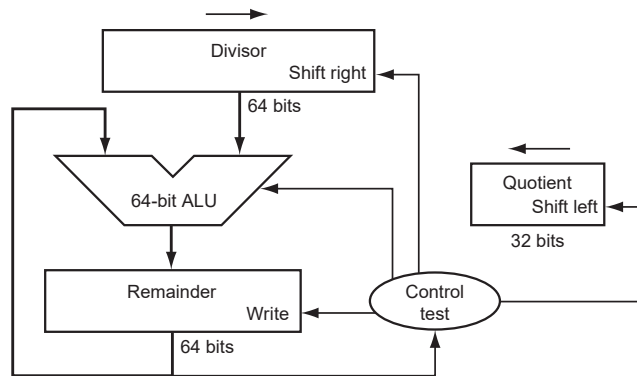 Divisor
Shift right
64 bits
64-bit ALU
Quotient
Shift left
32 bits
Remainder
Write
Control
test
64 bits